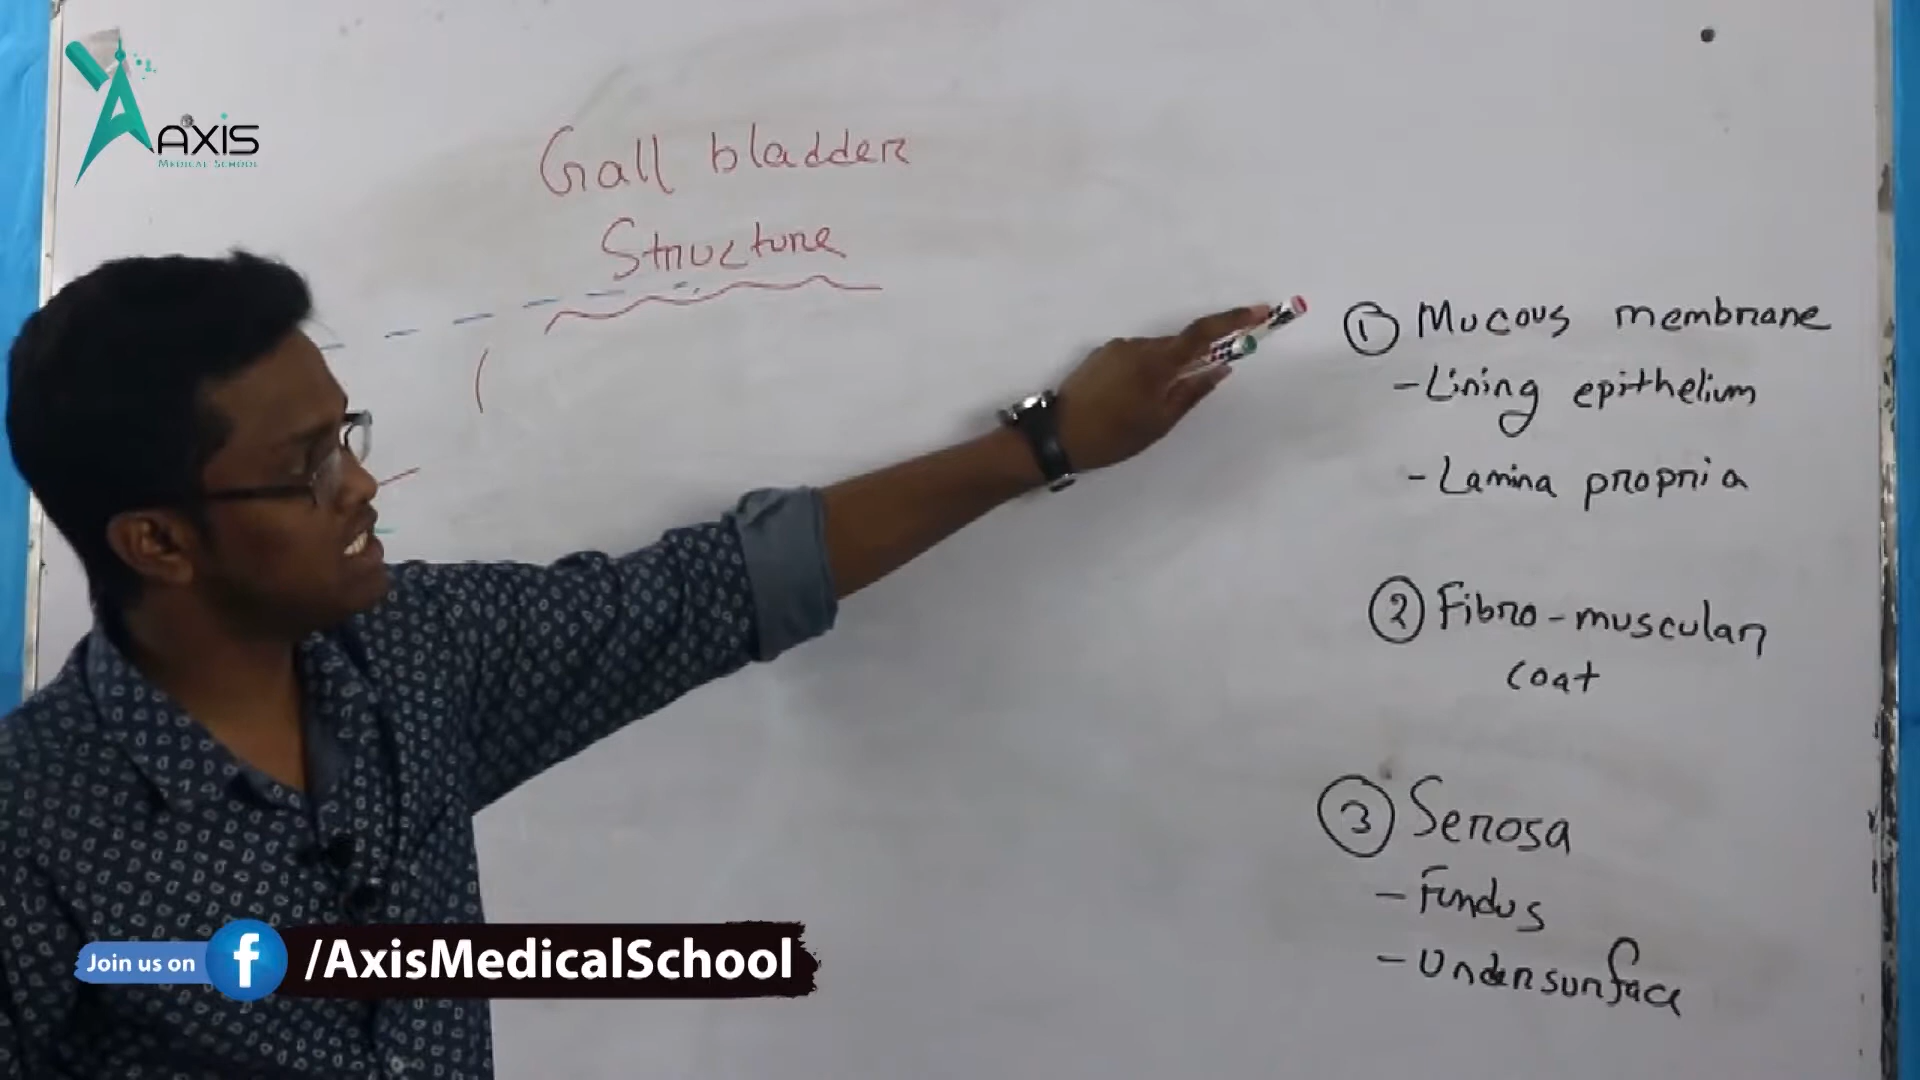 AXIS
MEDICAL SCHOOL
Gall bladder
Structure
① Mucous membrane
- Lining epithelium
- Lamina propria
② Fibro-muscular
coat
③ Serosa
- Fundus
- Undersurface
Join us on f /AxisMedicalSchool